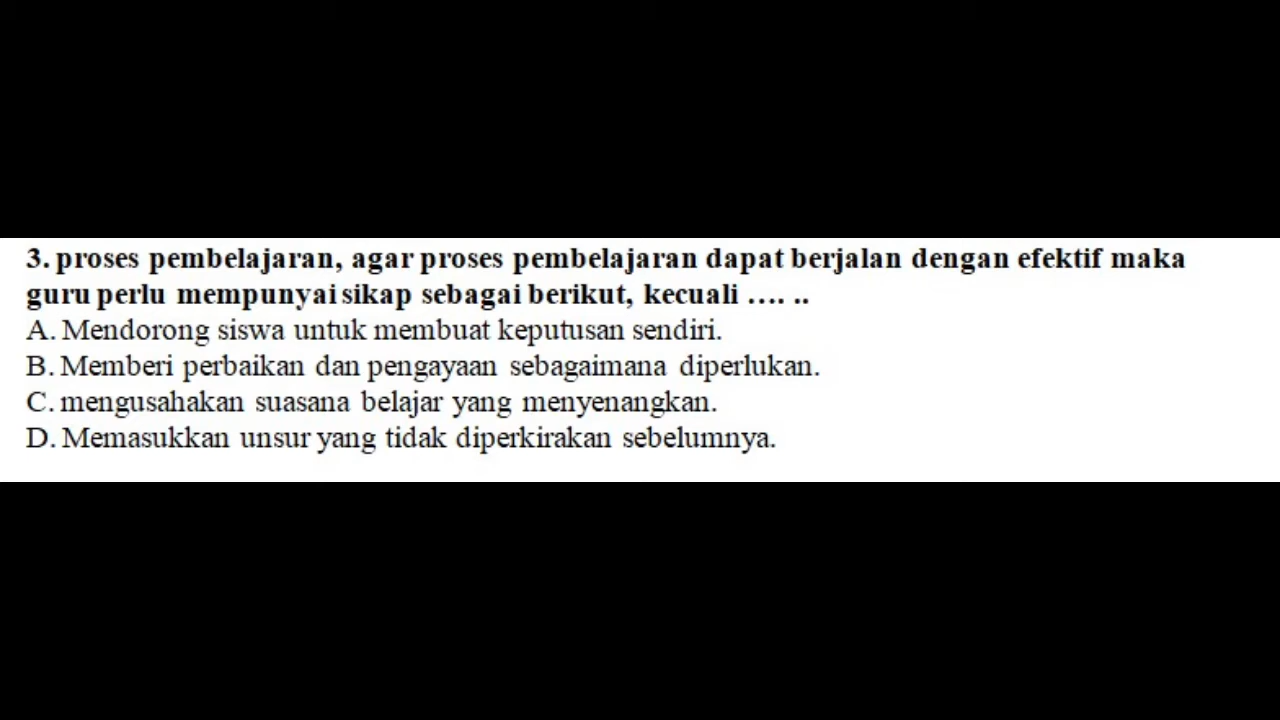 3. proses pembelajaran, agar proses pembelajaran dapat berjalan dengan efektif maka
guru perlu mempunyai sikap sebagai berikut, kecuali .... ..
A. Mendorong siswa untuk membuat keputusan sendiri.
B. Memberi perbaikan dan pengayaan sebagaimana diperlukan.
C. mengusahakan suasana belajar yang menyenangkan.
D. Memasukkan unsur yang tidak diperkirakan sebelumnya.